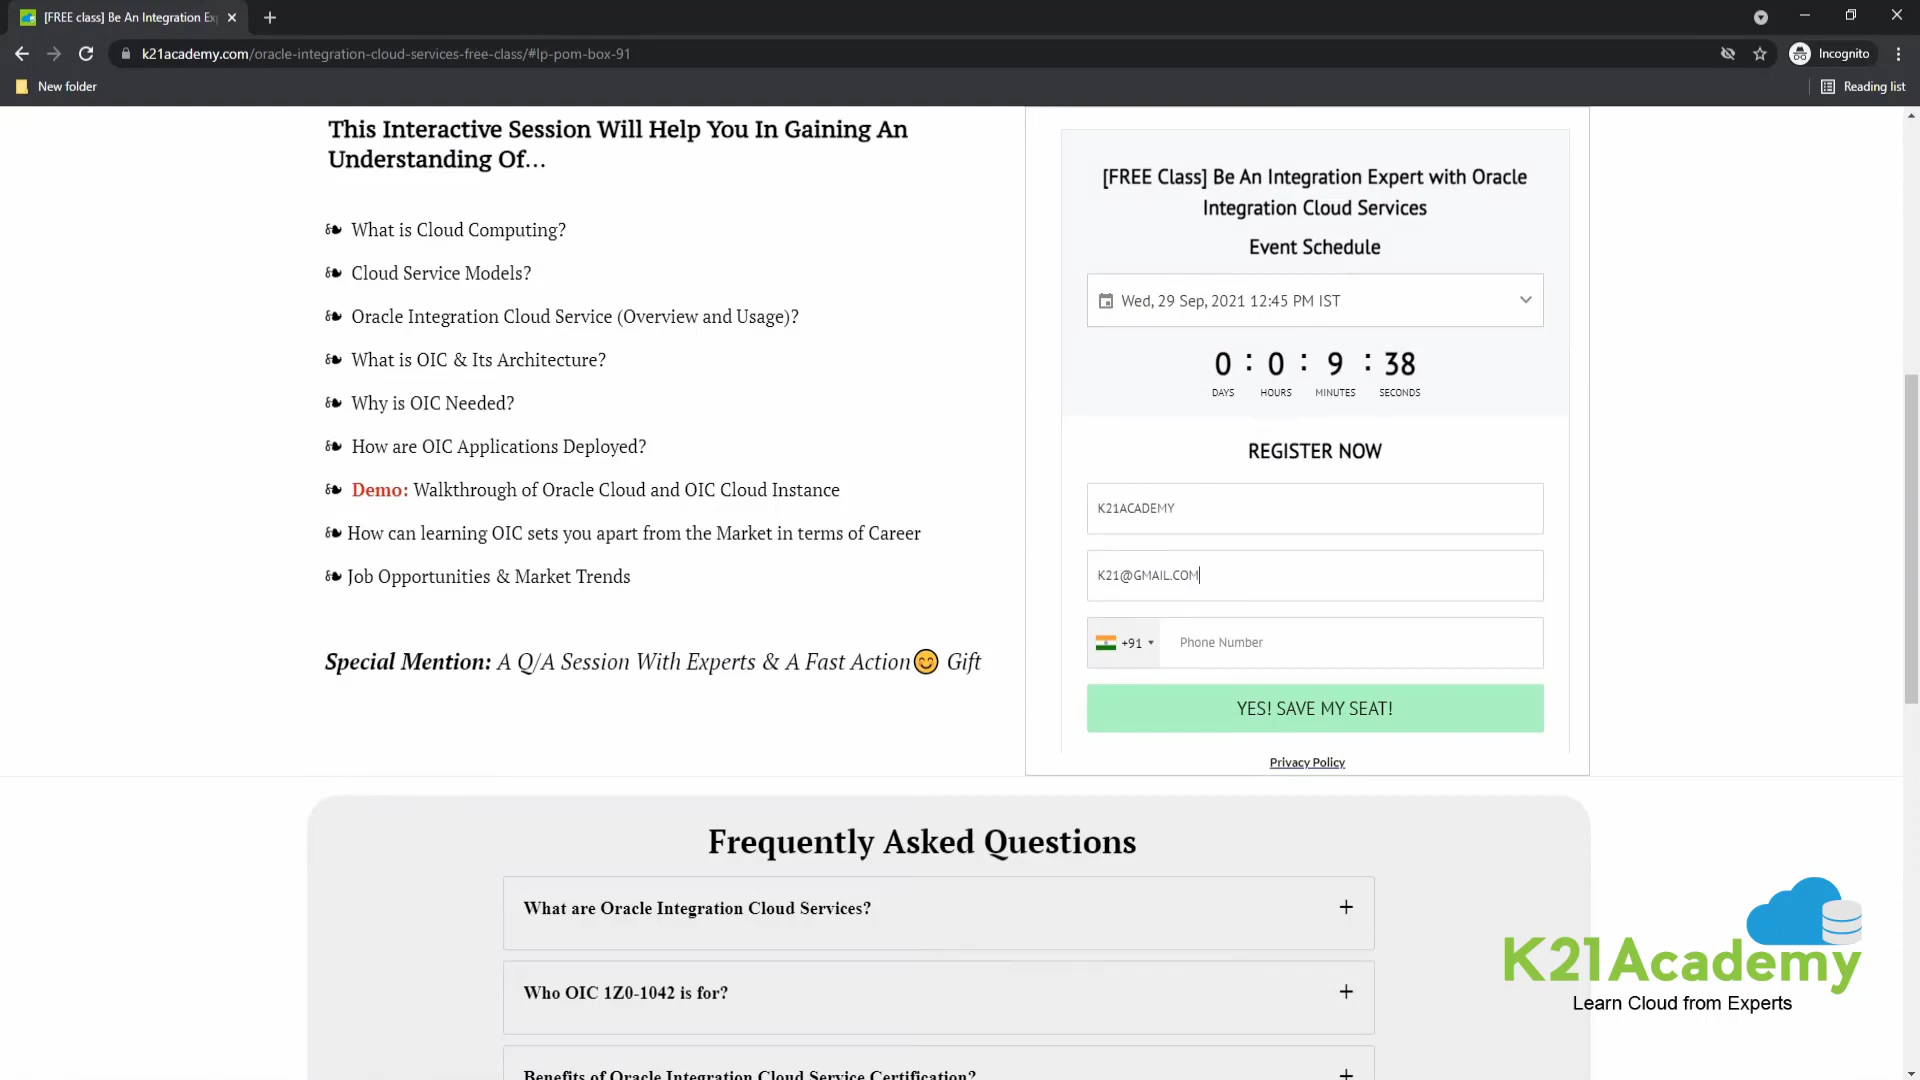 [FREE class] Be An Integration Ex
k21academy.com/oracle-integration-cloud-services-free-class/#lp-pom-box-91
Incognito
New folder
Reading list
This Interactive Session Will Help You In Gaining An
Understanding Of...
What is Cloud Computing?
Cloud Service Models?
Oracle Integration Cloud Service (Overview and Usage)?
What is OIC & Its Architecture?
Why is OIC Needed?
How are OIC Applications Deployed?
Demo: Walkthrough of Oracle Cloud and OIC Cloud Instance
How can learning OIC sets you apart from the Market in terms of Career
Job Opportunities & Market Trends
Special Mention: A Q/A Session With Experts & A Fast Action😊 Gift
[FREE Class] Be An Integration Expert with Oracle
Integration Cloud Services
Event Schedule
Wed, 29 Sep, 2021 12:45 PM IST
0 : 0 : 9 : 38
DAYS HOURS MINUTES SECONDS
REGISTER NOW
K21ACADEMY
K21@GMAIL.COM
+91 Phone Number
YES! SAVE MY SEAT!
Privacy Policy
Frequently Asked Questions
What are Oracle Integration Cloud Services?
Who OIC 1Z0-1042 is for?
Benefits of Oracle Integration Cloud Service Certification?
K21Academy
Learn Cloud from Experts